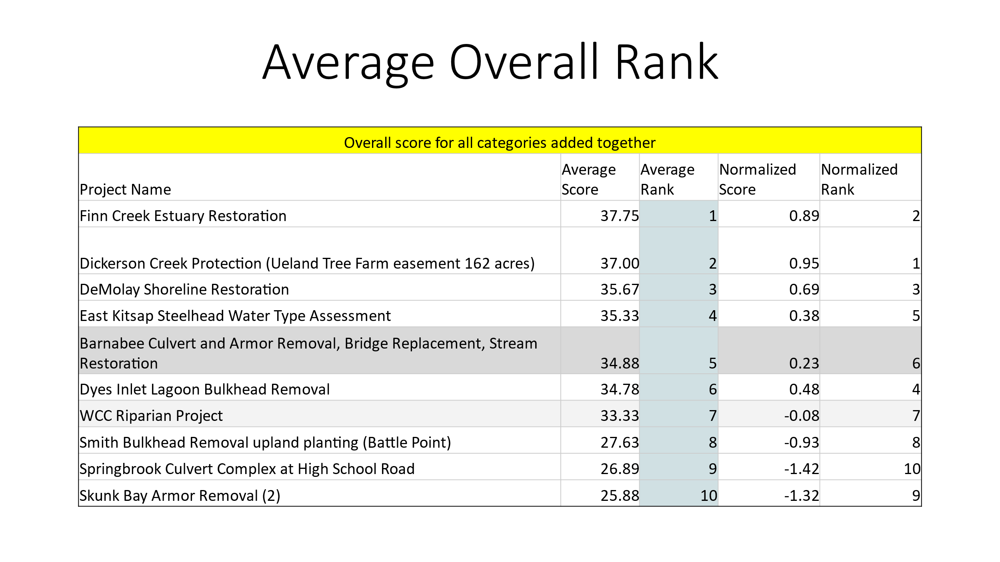 Average Overall Rank
Overall score for all categories added together
Project Name Average Score Average Rank Normalized Score Normalized Rank
Finn Creek Estuary Restoration 37.75 1 0.89 2
Dickerson Creek Protection (Ueland Tree Farm easement 162 acres) 37.00 2 0.95 1
DeMolay Shoreline Restoration 35.67 3 0.69 3
East Kitsap Steelhead Water Type Assessment 35.33 4 0.38 5
Barnabee Culvert and Armor Removal, Bridge Replacement, Stream
Restoration 34.88 5 0.23 6
Dyes Inlet Lagoon Bulkhead Removal 34.78 6 0.48 4
WCC Riparian Project 33.33 7 -0.08 7
Smith Bulkhead Removal upland planting (Battle Point) 27.63 8 -0.93 8
Springbrook Culvert Complex at High School Road 26.89 9 -1.42 10
Skunk Bay Armor Removal (2) 25.88 10 -1.32 9